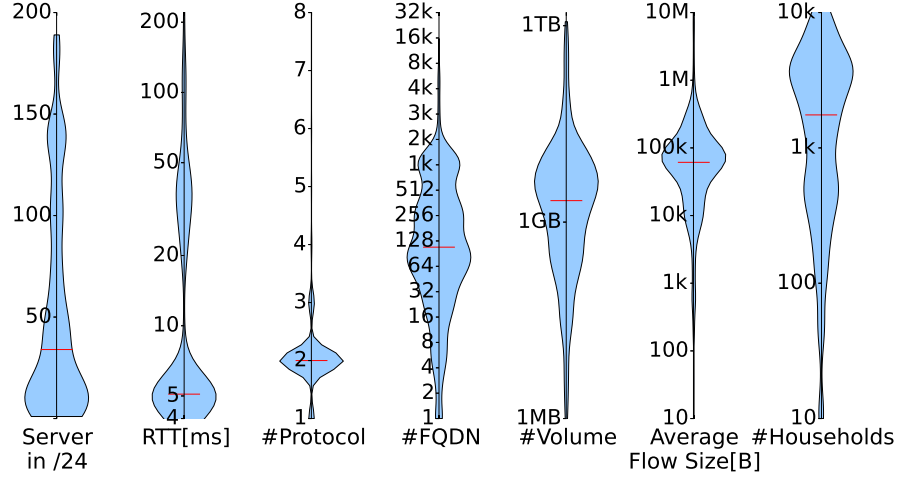 200
150
100
50
Server
in /24
200
100
50
20
10
5
4
RTT[ms]
8
7
6
5
4
3
2
1
#Protocol
32k
16k
8k
4k
3k
2k
1k
512
256
128
64
32
16
8
4
2
1
#FQDN
1TB
1GB
1MB
#Volume
10M
1M
100k
10k
1k
100
10
Average
Flow Size[B]
10k
1k
100
10
#Households